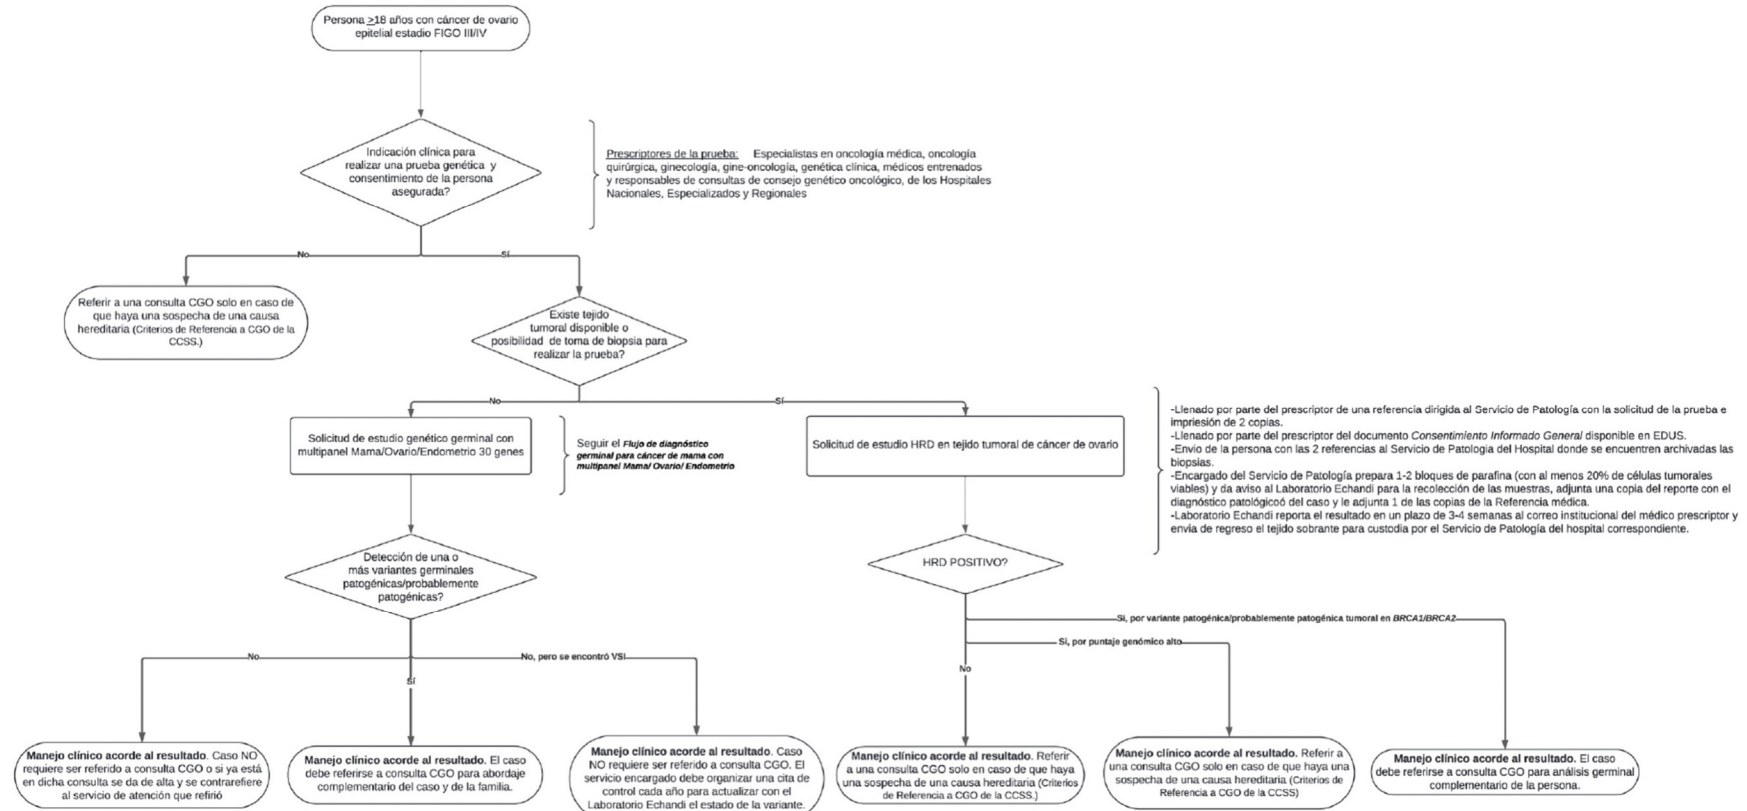 Persona >18 años con cáncer de ovario
epitelial estadio FIGO III/IV
Indicación clínica para
realizar una prueba genética y
consentimiento de la persona
asegurada?
Prescriptores de la prueba: Especialistas en oncología médica, oncología
quirúrgica, ginecología, gine-oncología, genética clínica, médicos entrenados
y responsables de consultas de consejo genético oncológico, de los Hospitales
Nacionales, Especializados y Regionales
No
Sí
Referir a una consulta CGO solo en caso de
que haya una sospecha de una causa
hereditaria (Criterios de Referencia a CGO de la
CCSS.)
Existe tejido
tumoral disponible o
posibilidad de toma de biopsia para
realizar la prueba?
No
Sí
Solicitud de estudio genético germinal con
multipanel Mama/Ovario/Endometrio 30 genes
Seguir el Flujo de diagnóstico
germinal para cáncer de mama con
multipanel Mama/ Ovario/ Endometrio
Solicitud de estudio HRD en tejido tumoral de cáncer de ovario
-Llenado por parte del prescriptor de una referencia dirigida al Servicio de Patología con la solicitud de la prueba e
impresión de 2 copias.
-Llenado por parte del prescriptor del documento Consentimiento Informado General disponible en EDUS.
-Envio de la persona con las 2 referencias al Servicio de Patologia del Hospital donde se encuentren archivadas las
biopsias.
-Encargado del Servicio de Patología prepara 1-2 bloques de parafina (con al menos 20% de células tumorales
viables) y da aviso al Laboratorio Echandi para la recolección de las muestras, adjunta una copia del reporte con el
diagnóstico patológicoó del caso y le adjunta 1 de las copias de la Referencia médica.
-Laboratorio Echandi reporta el resultado en un plazo de 3-4 semanas al correo institucional del médico prescriptor y
envia de regreso el tejido sobrante para custodia por el Servicio de Patología del hospital correspondiente.
Detección de una o
más variantes germinales
patogénicas/probablemente
patogénicas?
HRD POSITIVO?
No
Sí
No, pero se encontró VSI
No
Si, por puntaje genómico alto
Si, por variante patogénica/probablemente patogénica tumoral en BRCA1/BRCA2
Manejo clínico acorde al resultado. Caso NO
requiere ser referido a consulta CGO o si ya está
en dicha consulta se da de alta y se contrarefiere
al servicio de atención que refirió
Manejo clínico acorde al resultado. El caso
debe referirse a consulta CGO para abordaje
complementario del caso y de la familia.
Manejo clínico acorde al resultado. Caso
NO requiere ser referido a consulta CGO. El
servicio encargado debe organizar una cita de
control cada año para actualizar con el
Laboratorio Echandi el estado de la variante.
Manejo clínico acorde al resultado. Referir
a una consulta CGO solo en caso de que haya
una sospecha de una causa hereditaria (Criterios
de Referencia a CGO de la CCSS.)
Manejo clínico acorde al resultado. Referir a
una consulta CGO solo en caso de que haya una
sospecha de una causa hereditaria (Criterios de
Referencia a CGO de la CCSS)
Manejo clínico acorde al resultado. El caso
debe referirse a consulta CGO para análisis germinal
complementario de la persona.